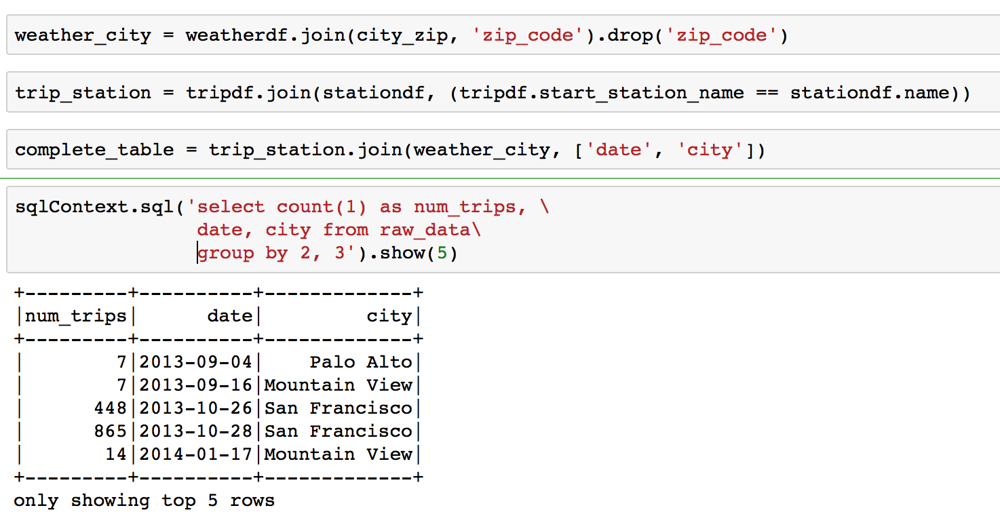 weather_city = weatherdf.join(city_zip, 'zip_code').drop('zip_code')
trip_station = tripdf.join(stationdf, (tripdf.start_station_name == stationdf.name))
complete_table = trip_station.join(weather_city, ['date', 'city'])
sqlContext.sql('select count(1) as num_trips, \
                date, city from raw_data\
                group by 2, 3').show(5)
+---------+----------+-------------+
|num_trips|      date|         city|
+---------+----------+-------------+
|        7|2013-09-04|    Palo Alto|
|        7|2013-09-16|Mountain View|
|      448|2013-10-26|San Francisco|
|      865|2013-10-28|San Francisco|
|       14|2014-01-17|Mountain View|
+---------+----------+-------------+
only showing top 5 rows